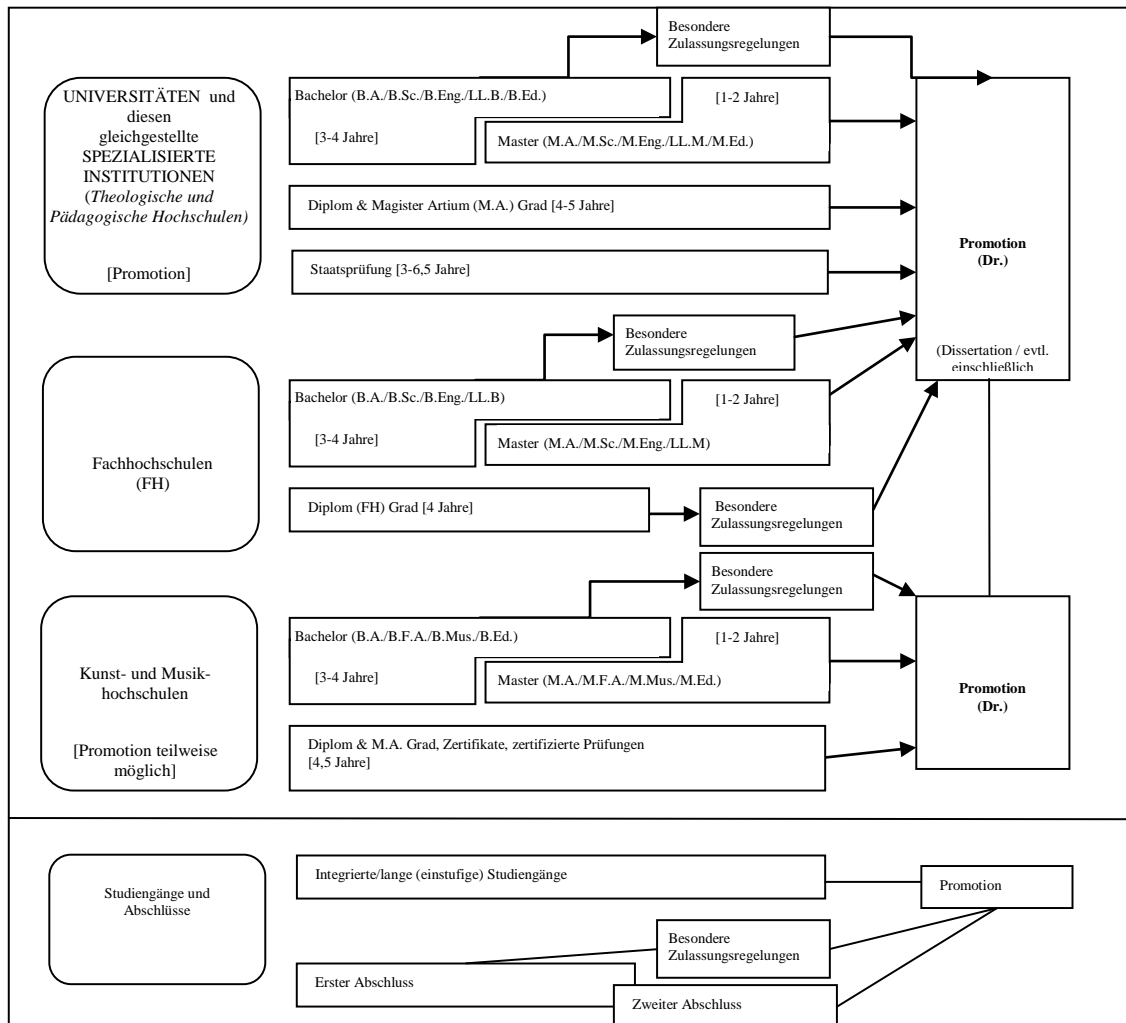 Besondere
Zulassungsregelungen
UNIVERSITÄTEN und
diesen
gleichgestellte
SPEZIALISIERTE
INSTITUTIONEN
(Theologische und
Pädagogische Hochschulen)
[Promotion]
Bachelor (B.A./B.Sc./B.Eng./LL.B./B.Ed.)
[3-4 Jahre]
[1-2 Jahre]
Master (M.A./M.Sc./M.Eng./LL.M./M.Ed.)
Diplom & Magister Artium (M.A.) Grad [4-5 Jahre]
Staatsprüfung [3-6,5 Jahre]
Promotion
(Dr.)
(Dissertation / evtl.
einschließlich
Besondere
Zulassungsregelungen
Fachhochschulen
(FH)
Bachelor (B.A./B.Sc./B.Eng./LL.B)
[3-4 Jahre]
[1-2 Jahre]
Master (M.A./M.Sc./M.Eng./LL.M)
Diplom (FH) Grad [4 Jahre]
Besondere
Zulassungsregelungen
Besondere
Zulassungsregelungen
Kunst- und Musik-
hochschulen
[Promotion teilweise
möglich]
Bachelor (B.A./B.F.A./B.Mus./B.Ed.)
[3-4 Jahre]
[1-2 Jahre]
Master (M.A./M.F.A./M.Mus./M.Ed.)
Diplom & M.A. Grad, Zertifikate, zertifizierte Prüfungen
[4,5 Jahre]
Promotion
(Dr.)
Studiengänge und
Abschlüsse
Integrierte/lange (einstufige) Studiengänge
Promotion
Besondere
Zulassungsregelungen
Erster Abschluss
Zweiter Abschluss